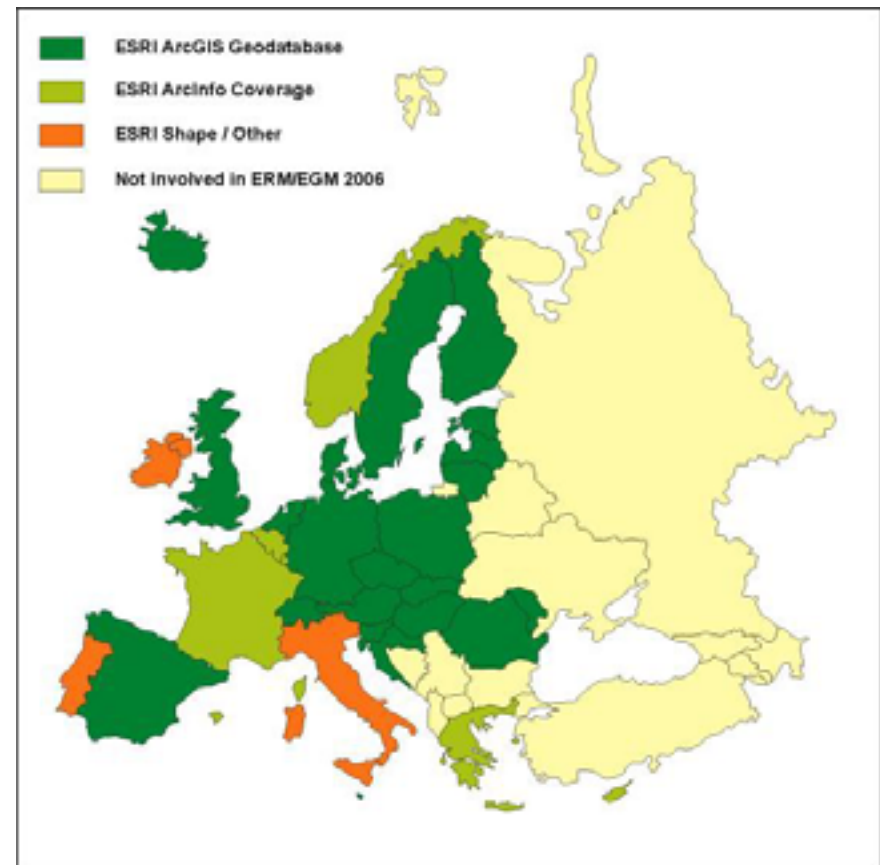 ESRI ArcGIS Geodatabase
ESRI ArcInfo Coverage
ESRI Shape / Other
Not Involved in ERM/EGM 2006